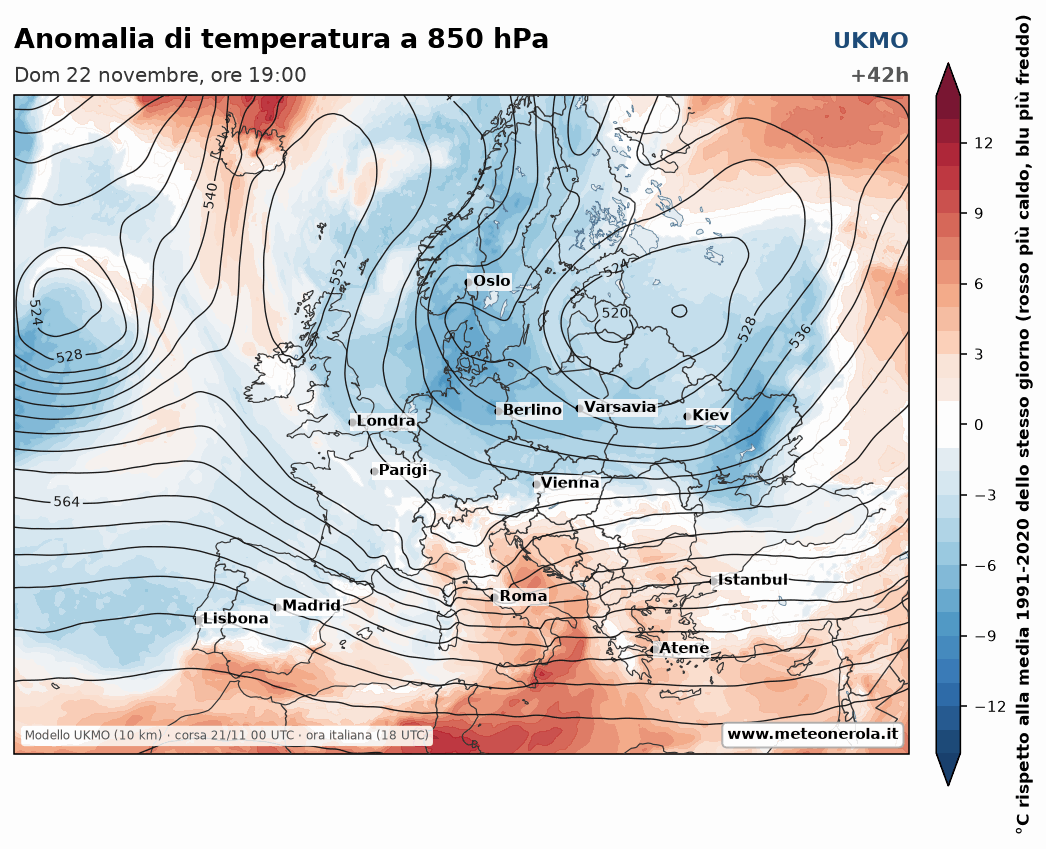 Anomalia di temperatura a 850 hPa
UKMO
Dom 22 novembre, ore 19:00
+42h
540
552
524
528
524
520
528
536
564
Oslo
Londra
Berlino
Varsavia
Kiev
Parigi
Vienna
Istanbul
Madrid
Roma
Lisbona
Atene
Modello UKMO (10 km) · corsa 21/11 00 UTC · ora italiana (18 UTC)
www.meteonerola.it
12
9
6
3
0
−3
−6
−9
−12
°C rispetto alla media 1991-2020 dello stesso giorno (rosso più caldo, blu più freddo)